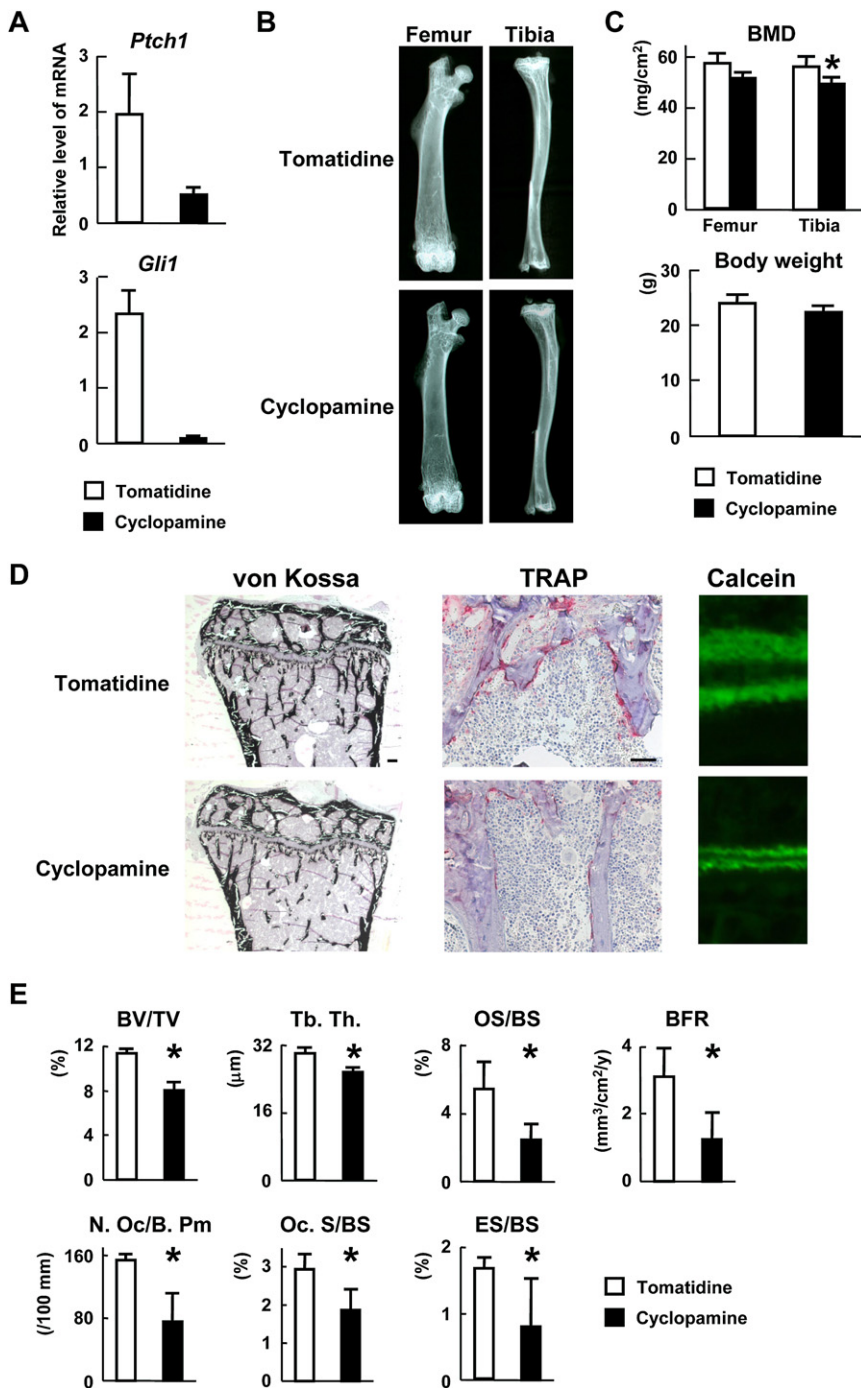 A
Ptch1
Relative level of mRNA
3
2
1
0
Gli1
3
2
1
0
Tomatidine
Cyclopamine
B
Femur Tibia
Tomatidine
Cyclopamine
C
BMD
(mg/cm²)
60
40
20
0
Femur Tibia
*
Body weight
(g)
30
20
10
0
Tomatidine
Cyclopamine
D
von Kossa TRAP Calcein
Tomatidine
Cyclopamine
E
BV/TV
(%)
12
8
4
0
*
Tb. Th.
(μm)
32
26
0
*
OS/BS
(%)
8
4
0
*
BFR
(mm³/cm²/y)
4
2
0
*
N. Oc/B. Pm
(/100 mm)
160
80
0
*
Oc. S/BS
(%)
3
2
1
0
*
ES/BS
(%)
2
1
0
*
Tomatidine
Cyclopamine